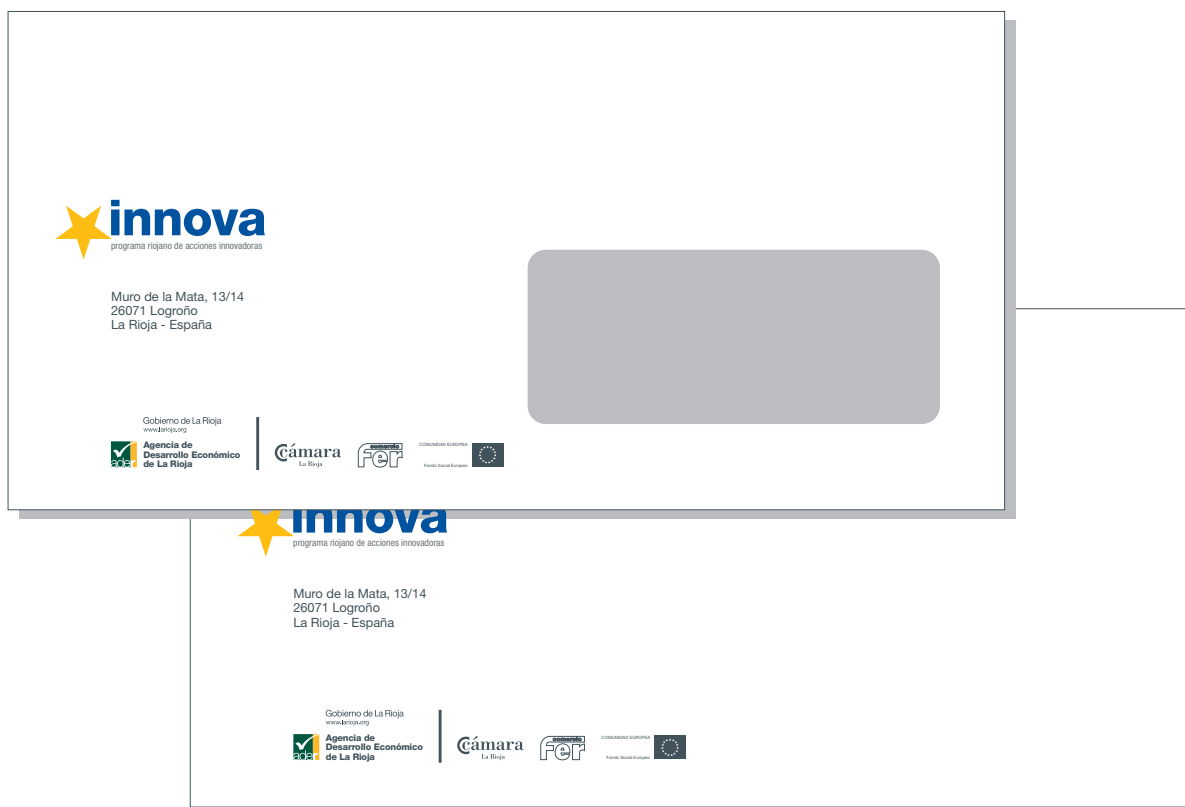 innova
programa riojano de acciones innovadoras
Muro de la Mata, 13/14
26071 Logroño
La Rioja - España
Gobierno de La Rioja
www.larioja.org
ader
Agencia de
Desarrollo Económico
de La Rioja
Cámara
La Rioja
comercio
Fer
COMUNIDAD EUROPEA
Fondo Social Europeo
innova
programa riojano de acciones innovadoras
Muro de la Mata, 13/14
26071 Logroño
La Rioja - España
Gobierno de La Rioja
www.larioja.org
ader
Agencia de
Desarrollo Económico
de La Rioja
Cámara
La Rioja
comercio
Fer
COMUNIDAD EUROPEA
Fondo Social Europeo